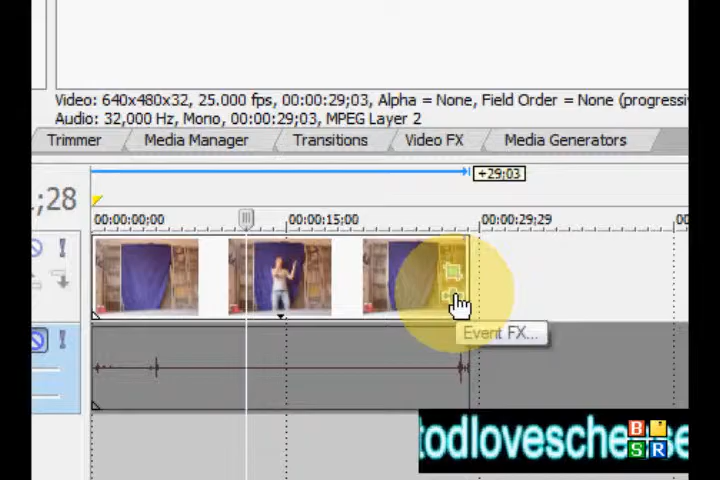 Video: 640x480x32, 25.000 fps, 00:00:29;03, Alpha = None, Field Order = None (progressi
Audio: 32,000 Hz, Mono, 00:00:29;03, MPEG Layer 2
Trimmer Media Manager Transitions Video FX Media Generators
+29;03
;28
00:00:00;00 00:00:15;00 00:00:29;29 00
Event FX...
todloveschee
B S R